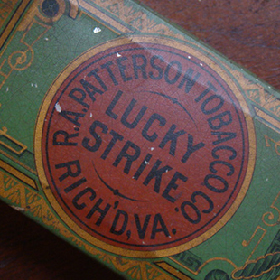 R.A. PATTERSON TOBACCO CO.
LUCKY
STRIKE
RICH'D, VA.